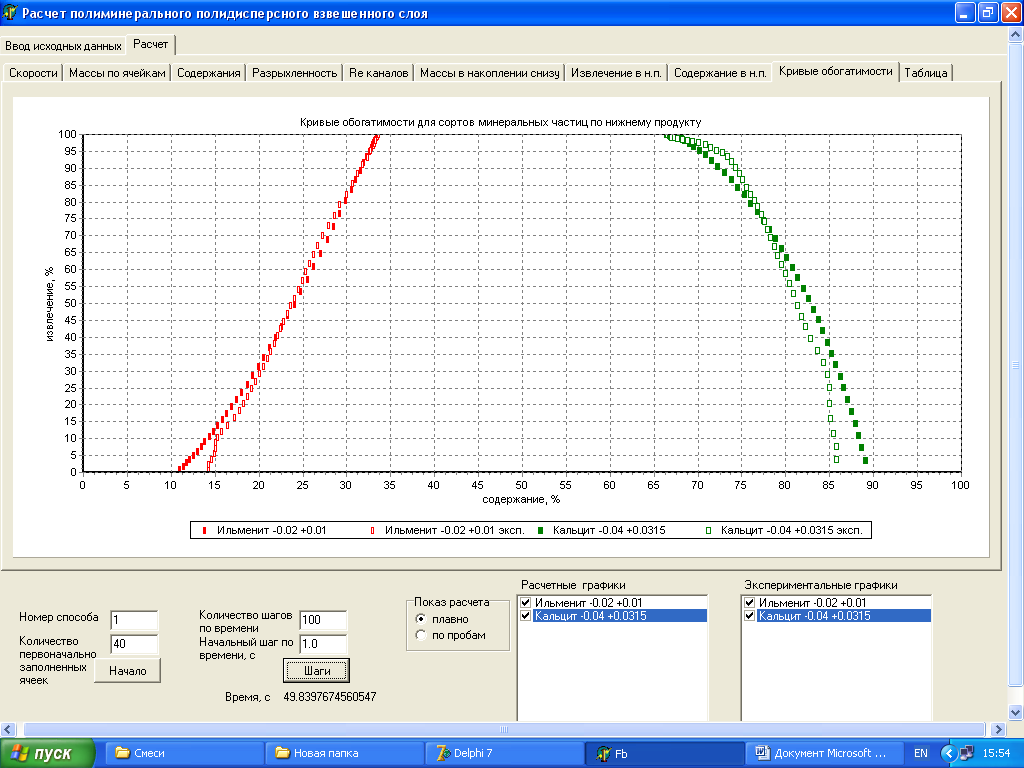 Расчет полиминерального полидисперсного взвешенного слоя
Ввод исходных данных Расчет
Скорости Массы по ячейкам Содержания Разрыхленность Re каналов Массы в накоплении снизу Извлечение в н.п. Содержание в н.п. Кривые обогатимости Таблица
Кривые обогатимости для сортов минеральных частиц по нижнему продукту
100
95
90
85
80
75
70
65
60
55
50
45
40
35
30
25
20
15
10
5
0
извлечение, %
0 5 10 15 20 25 30 35 40 45 50 55 60 65 70 75 80 85 90 95 100
содержание, %
Ильменит -0.02 +0.01 Ильменит -0.02 +0.01 эксп. Кальцит -0.04 +0.0315 Кальцит -0.04 +0.0315 эксп.
Номер способа 1
Количество первоначально заполненных ячеек 40
Начало
Количество шагов по времени 100
Начальный шаг по времени, с 1.0
Шаги
Время, с 49.8397674560547
Показ расчета
плавно
по пробам
Расчетные графики
Ильменит -0.02 +0.01
Кальцит -0.04 +0.0315
Экспериментальные графики
Ильменит -0.02 +0.01
Кальцит -0.04 +0.0315
пуск Смеси Новая папка Delphi 7 Fb Документ Microsoft ... EN 15:54